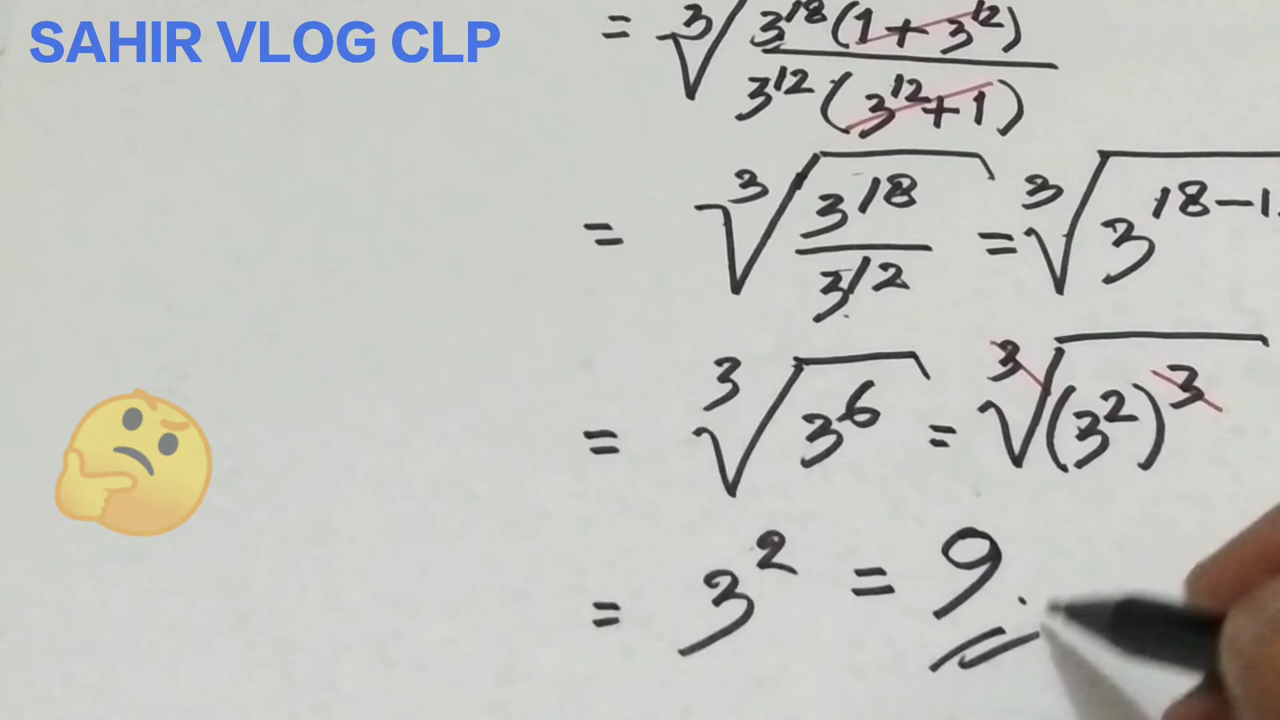 SAHIR VLOG CLP
= ∛(3¹⁸(1+3¹²) / 3¹²(3¹²+1))
= ∛(3¹⁸/3¹²) = ∛3¹⁸⁻¹
= ∛3⁶ = ∛(3²)³
= 3² = 9.